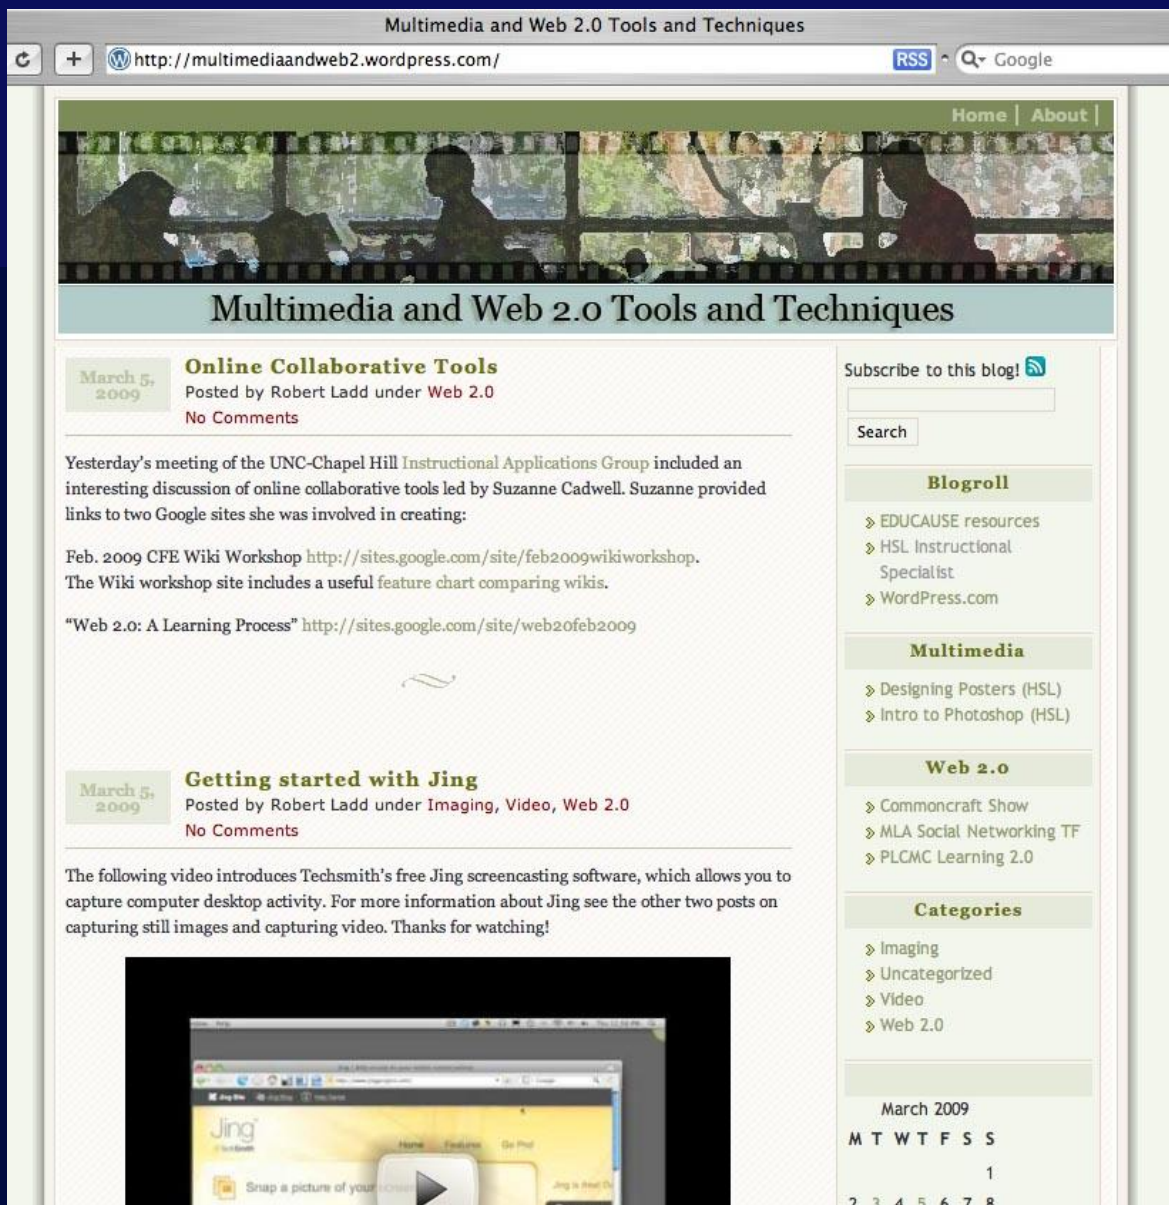 Multimedia and Web 2.0 Tools and Techniques
http://multimediaandweb2.wordpress.com/
RSS
Google
Home | About |
Multimedia and Web 2.0 Tools and Techniques
March 5, 2009
Online Collaborative Tools
Posted by Robert Ladd under Web 2.0
No Comments
Yesterday's meeting of the UNC-Chapel Hill Instructional Applications Group included an
interesting discussion of online collaborative tools led by Suzanne Cadwell. Suzanne provided
links to two Google sites she was involved in creating:
Feb. 2009 CFE Wiki Workshop http://sites.google.com/site/feb2009wikiworkshop.
The Wiki workshop site includes a useful feature chart comparing wikis.
“Web 2.0: A Learning Process” http://sites.google.com/site/web20feb2009
March 5, 2009
Getting started with Jing
Posted by Robert Ladd under Imaging, Video, Web 2.0
No Comments
The following video introduces Techsmith's free Jing screencasting software, which allows you to
capture computer desktop activity. For more information about Jing see the other two posts on
capturing still images and capturing video. Thanks for watching!
Jing
Home Features Go Pro!
Snap a picture of your
Subscribe to this blog!
Search
Blogroll
EDUCAUSE resources
HSL Instructional
Specialist
WordPress.com
Multimedia
Designing Posters (HSL)
Intro to Photoshop (HSL)
Web 2.0
Commoncraft Show
MLA Social Networking TF
PLCMC Learning 2.0
Categories
Imaging
Uncategorized
Video
Web 2.0
March 2009
M T W T F S S
1
2 3 4 5 6 7 8